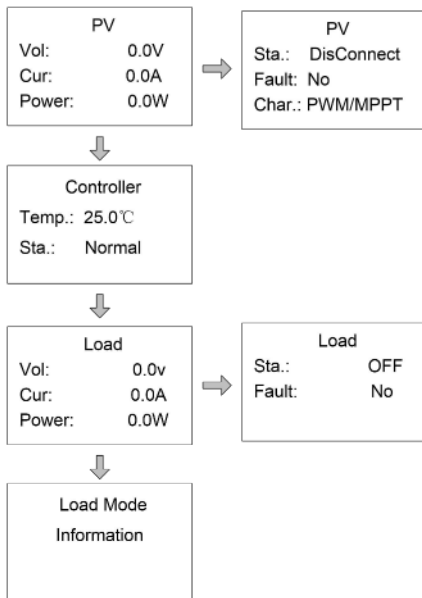 PV
Vol: 0.0V
Cur: 0.0A
Power: 0.0W
PV
Sta.: DisConnect
Fault: No
Char.: PWM/MPPT
Controller
Temp.: 25.0℃
Sta.: Normal
Load
Vol: 0.0v
Cur: 0.0A
Power: 0.0W
Load
Sta.: OFF
Fault: No
Load Mode
Information